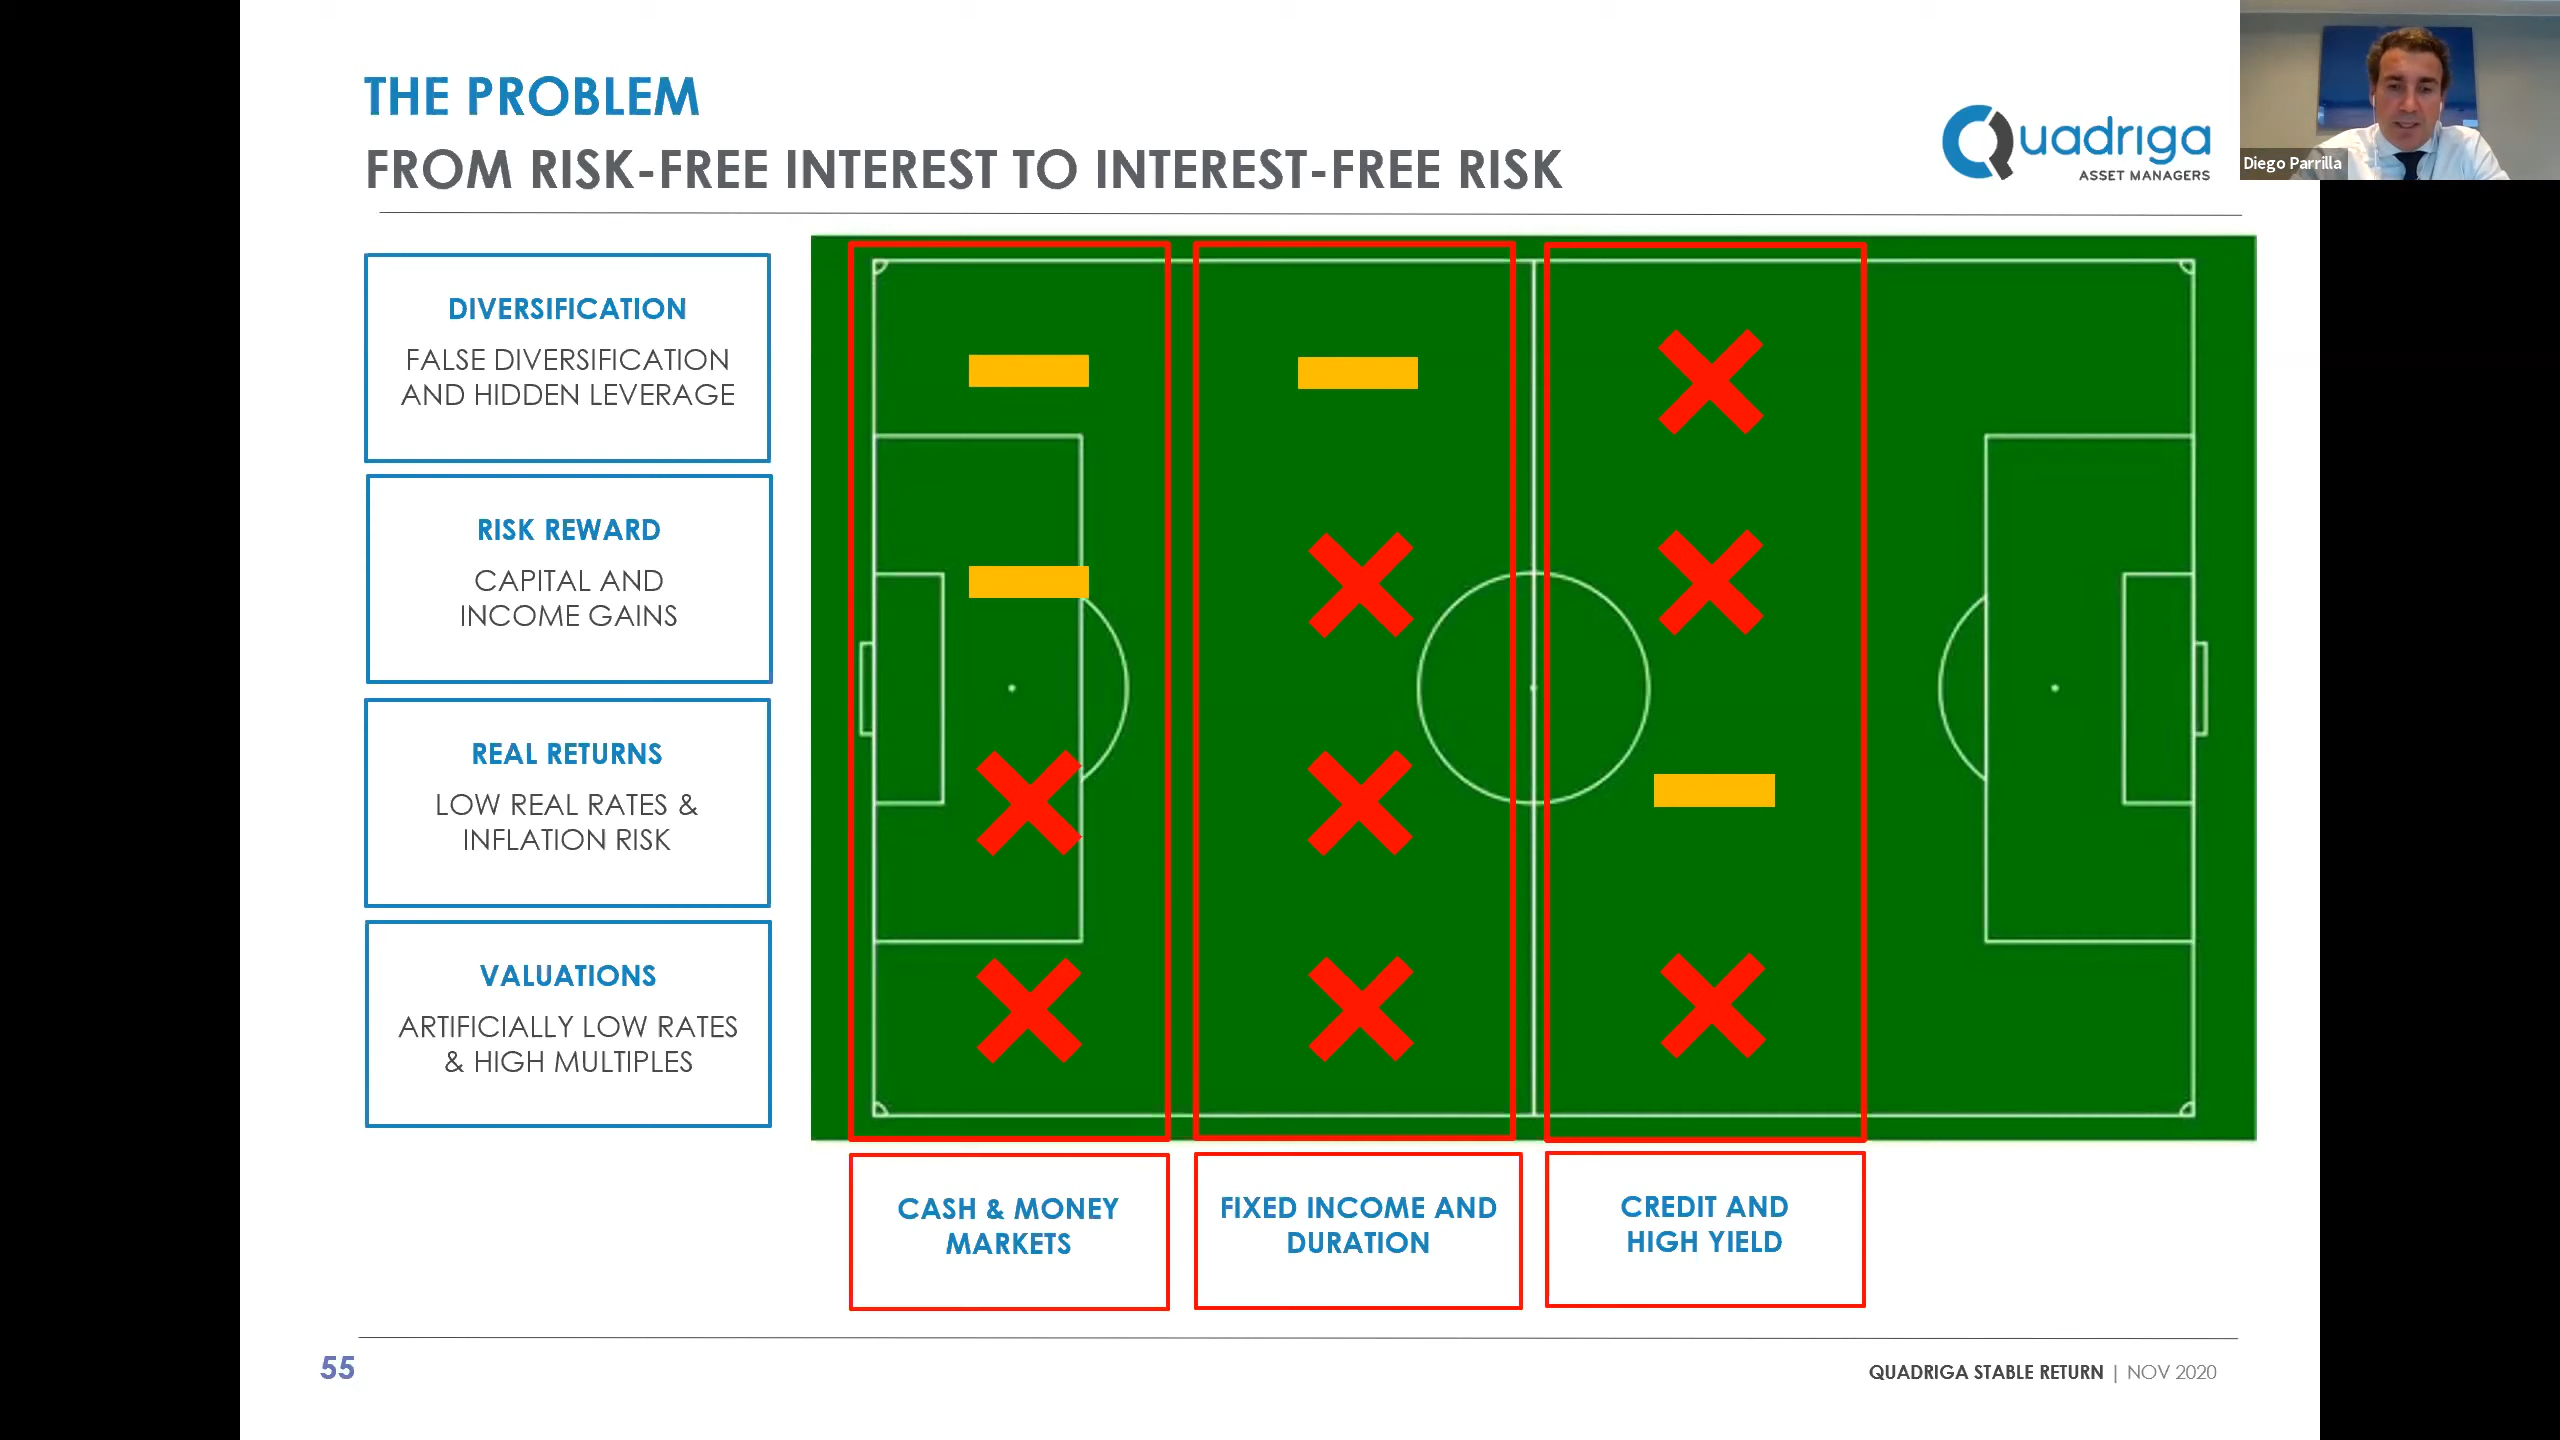 THE PROBLEM
FROM RISK-FREE INTEREST TO INTEREST-FREE RISK
Quadriga
ASSET MANAGERS
Diego Parrilla
DIVERSIFICATION
FALSE DIVERSIFICATION
AND HIDDEN LEVERAGE
RISK REWARD
CAPITAL AND
INCOME GAINS
REAL RETURNS
LOW REAL RATES &
INFLATION RISK
VALUATIONS
ARTIFICIALLY LOW RATES
& HIGH MULTIPLES
CASH & MONEY
MARKETS
FIXED INCOME AND
DURATION
CREDIT AND
HIGH YIELD
55
QUADRIGA STABLE RETURN | NOV 2020